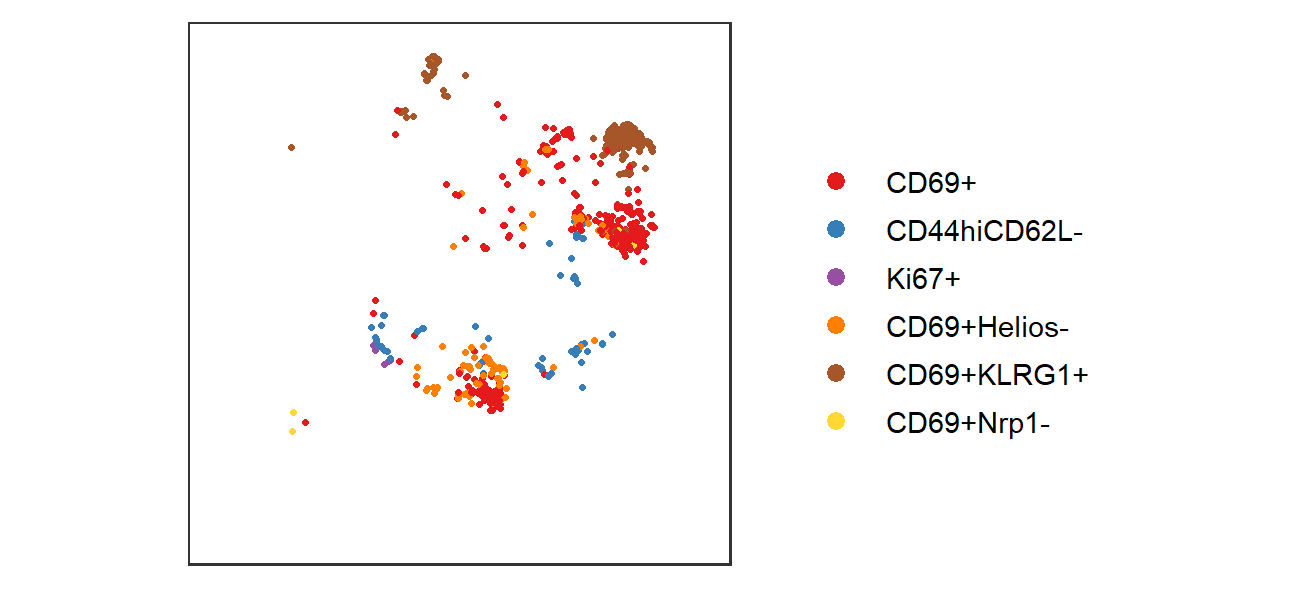 CD69+
CD44hiCD62L-
Ki67+
CD69+Helios-
CD69+KLRG1+
CD69+Nrp1-